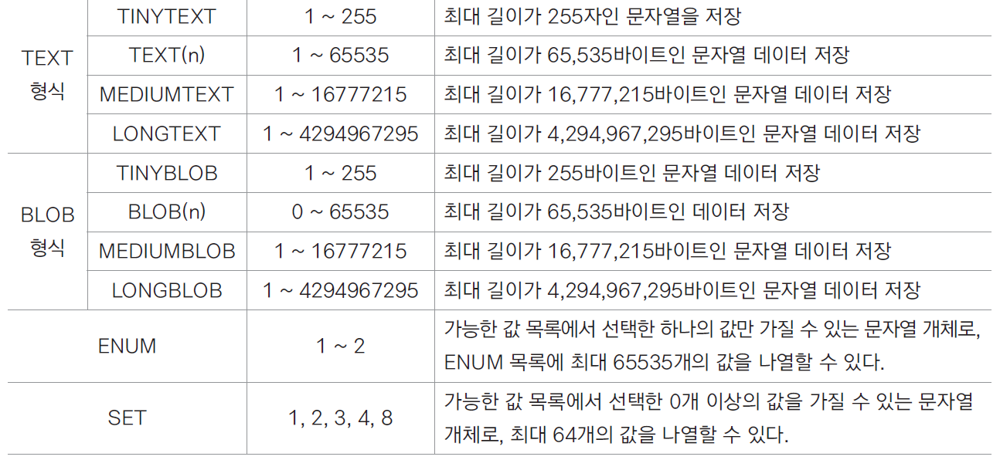 TEXT 형식
TINYTEXT 1 ~ 255 최대 길이가 255자인 문자열을 저장
TEXT(n) 1 ~ 65535 최대 길이가 65,535바이트인 문자열 데이터 저장
MEDIUMTEXT 1 ~ 16777215 최대 길이가 16,777,215바이트인 문자열 데이터 저장
LONGTEXT 1 ~ 4294967295 최대 길이가 4,294,967,295바이트인 문자열 데이터 저장
BLOB 형식
TINYBLOB 1 ~ 255 최대 길이가 255바이트인 문자열 데이터 저장
BLOB(n) 0 ~ 65535 최대 길이가 65,535바이트인 데이터 저장
MEDIUMBLOB 1 ~ 16777215 최대 길이가 16,777,215바이트인 문자열 데이터 저장
LONGBLOB 1 ~ 4294967295 최대 길이가 4,294,967,295바이트인 문자열 데이터 저장
ENUM 1 ~ 2 가능한 값 목록에서 선택한 하나의 값만 가질 수 있는 문자열 개체로,
ENUM 목록에 최대 65535개의 값을 나열할 수 있다.
SET 1, 2, 3, 4, 8 가능한 값 목록에서 선택한 0개 이상의 값을 가질 수 있는 문자열
개체로, 최대 64개의 값을 나열할 수 있다.